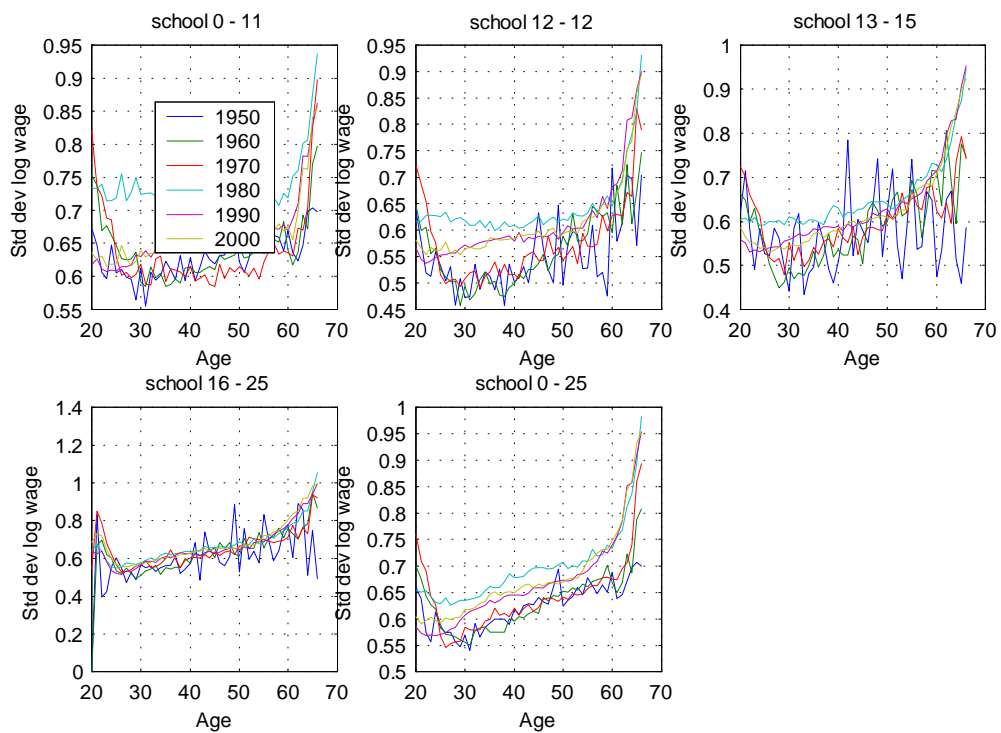 school 0 - 11
0.95
0.9
0.85
0.8
0.75
0.7
0.65
0.6
0.55
Std dev log wage
20 30 40 50 60 70
Age
1950
1960
1970
1980
1990
2000
school 12 - 12
0.95
0.9
0.85
0.8
0.75
0.7
0.65
0.6
0.55
0.5
0.45
Std dev log wage
20 30 40 50 60 70
Age
school 13 - 15
1
0.9
0.8
0.7
0.6
0.5
0.4
Std dev log wage
20 30 40 50 60 70
Age
school 16 - 25
1.4
1.2
1
0.8
0.6
0.4
0.2
0
Std dev log wage
20 30 40 50 60 70
Age
school 0 - 25
1
0.95
0.9
0.85
0.8
0.75
0.7
0.65
0.6
0.55
0.5
Std dev log wage
20 30 40 50 60 70
Age